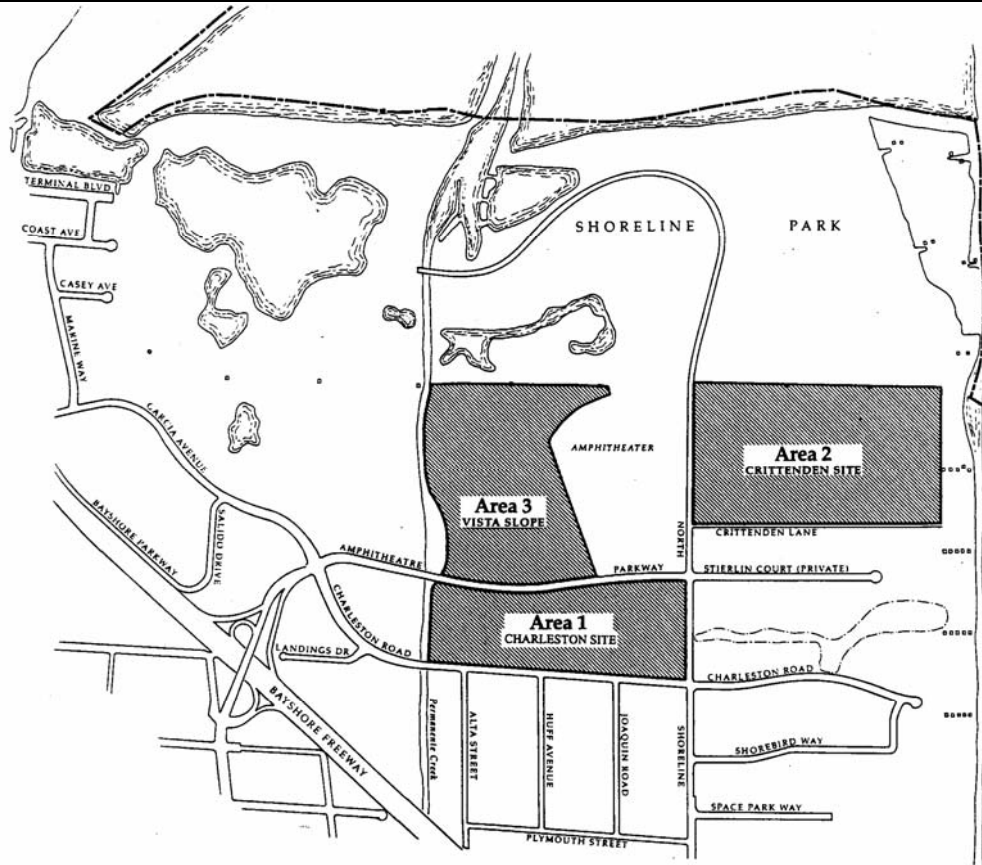 TERMINAL BLVD
COAST AVE
CASEY AVE
MARINE WAY
SHORELINE PARK
GARCIA AVENUE
SALIDO DRIVE
BAYSHORE PARKWAY
AMPHITHEATER
Area 2
CRITTENDEN SITE
Area 3
VISTA SLOPE
NORTH
CRITTENDEN LANE
AMPHITHEATRE PARKWAY
STIERLIN COURT (PRIVATE)
Area 1
CHARLESTON SITE
CHARLESTON ROAD
LANDINGS DR
CHARLESTON ROAD
BAYSHORE FREEWAY
Permanente Creek
ALTA STREET
HUFF AVENUE
JOAQUIN ROAD
SHORELINE
SHOREBIRD WAY
SPACE PARK WAY
PLYMOUTH STREET